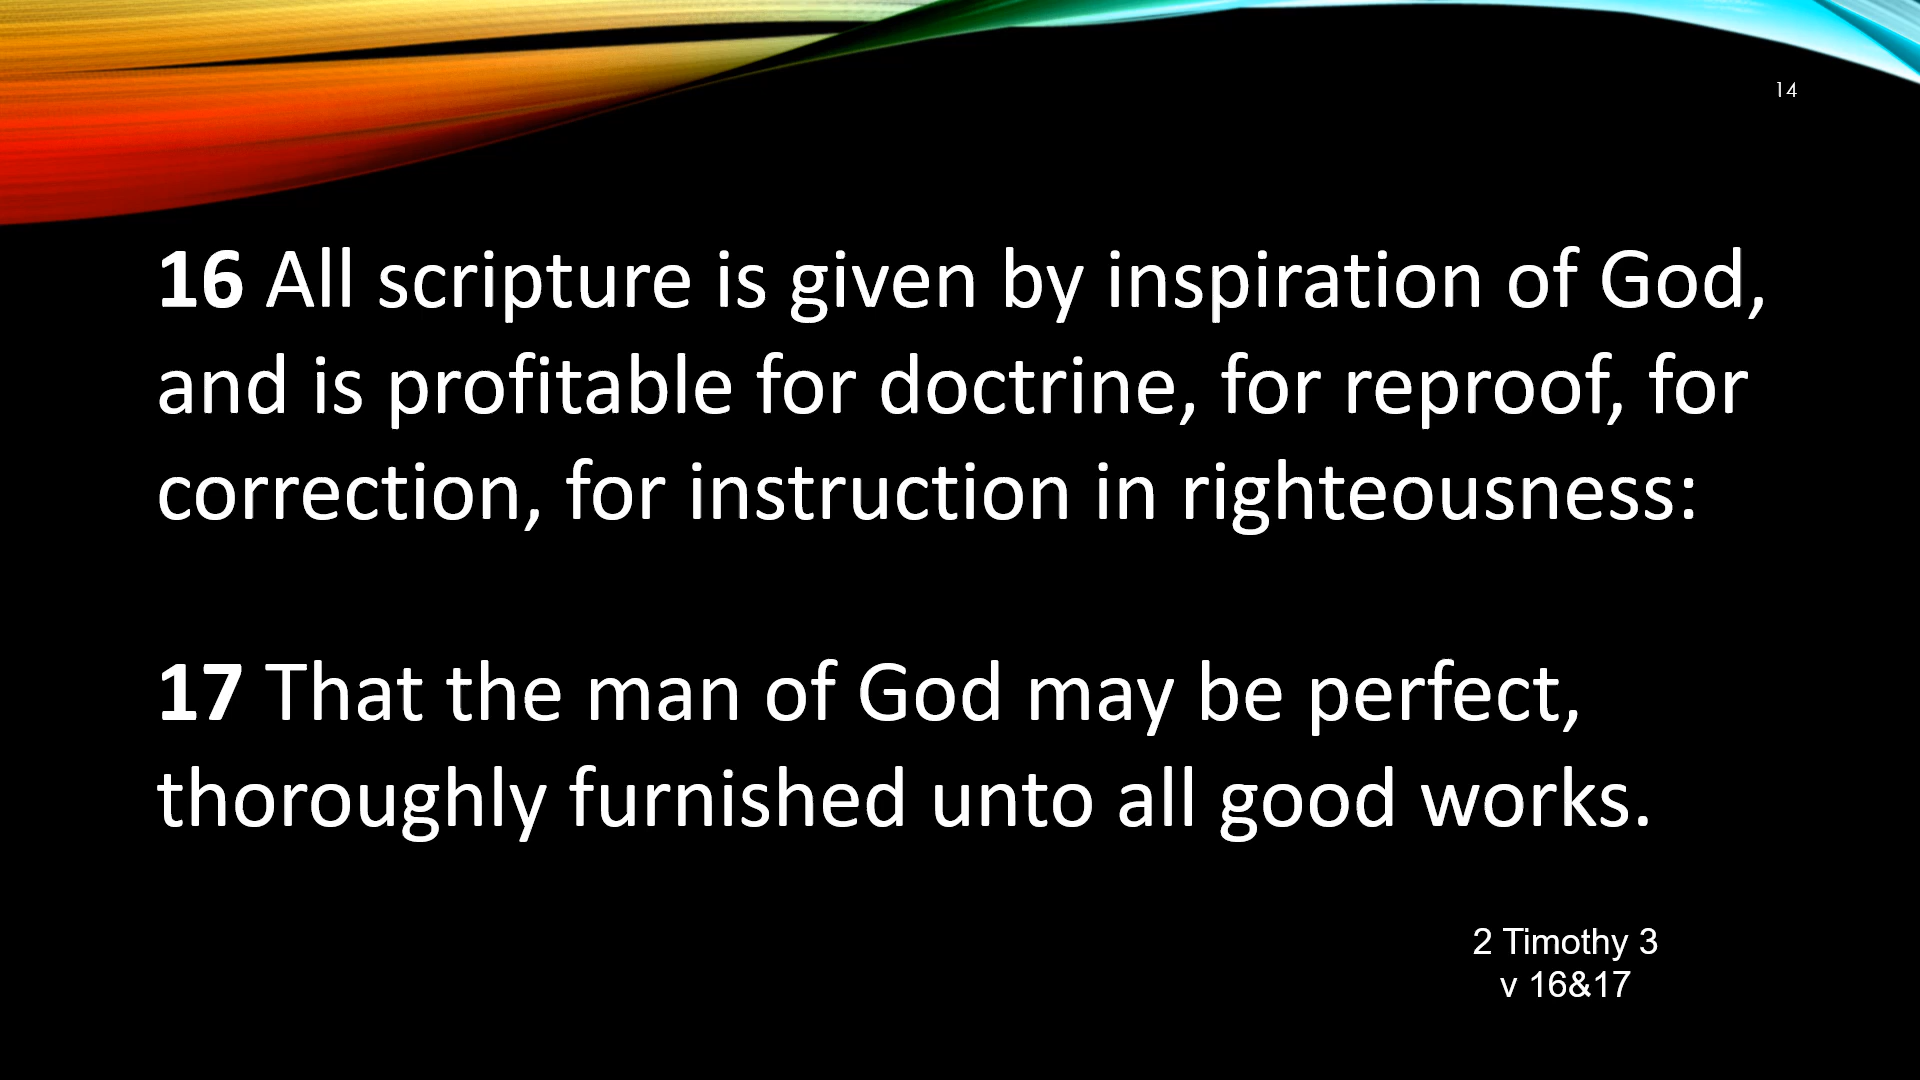 14
16 All scripture is given by inspiration of God,
and is profitable for doctrine, for reproof, for
correction, for instruction in righteousness:
17 That the man of God may be perfect,
thoroughly furnished unto all good works.
2 Timothy 3
v 16&17